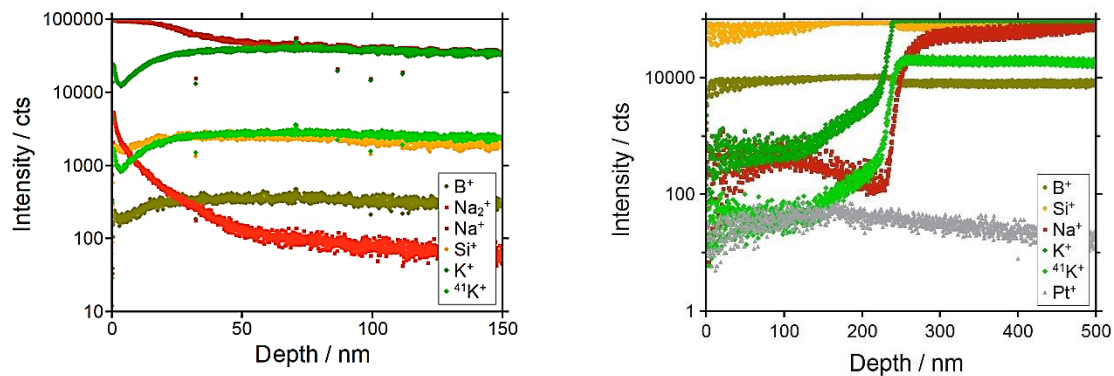 100000
10000
1000
100
10
Intensity / cts
0
50
100
150
Depth / nm
B⁺
Na₂⁺
Na⁺
Si⁺
K⁺
⁴¹K⁺
10000
100
1
Intensity / cts
0
100
200
300
400
500
Depth / nm
B⁺
Si⁺
Na⁺
K⁺
⁴¹K⁺
Pt⁺